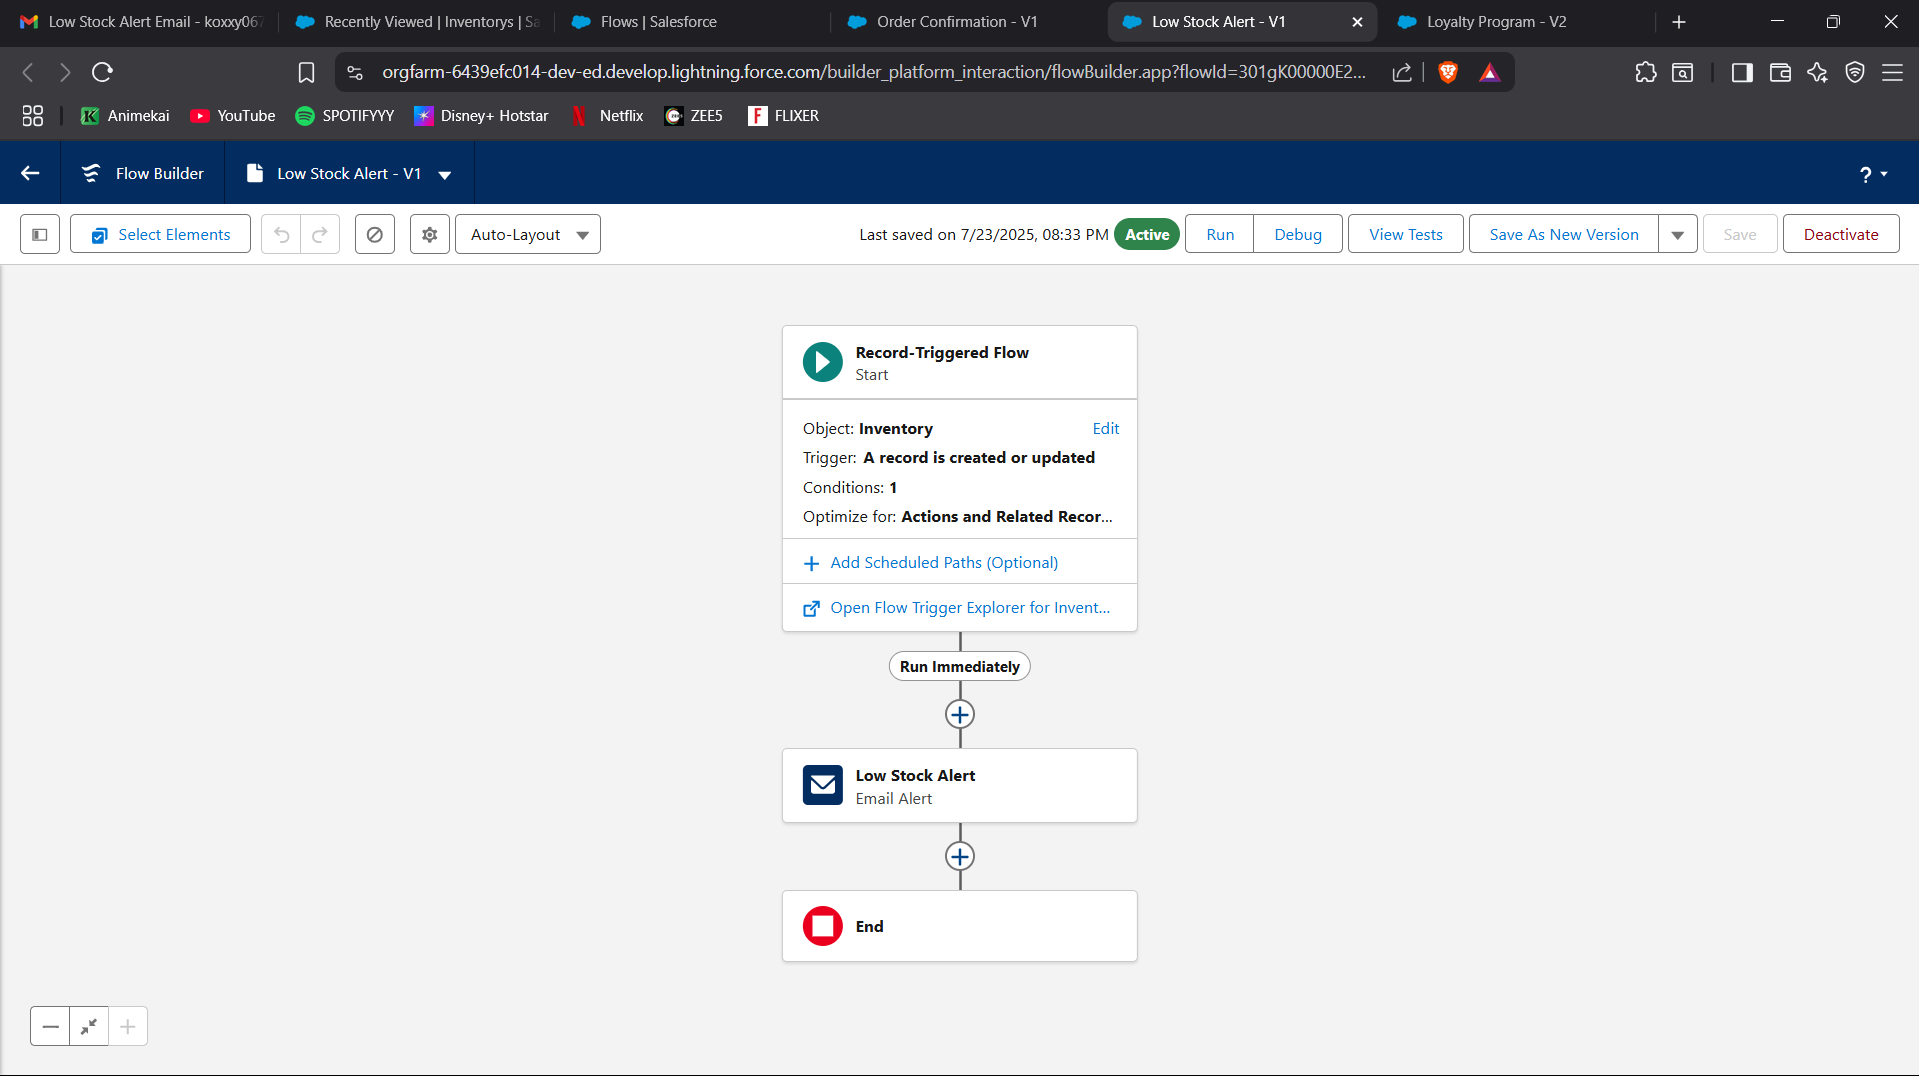 Low Stock Alert Email - koxxy067
Recently Viewed | Inventorys | Sa
Flows | Salesforce
Order Confirmation - V1
Low Stock Alert - V1
Loyalty Program - V2
orgfarm-6439efc014-dev-ed.develop.lightning.force.com/builder_platform_interaction/flowBuilder.app?flowId=301gK00000E2...
Animekai
YouTube
SPOTIFYYY
Disney+ Hotstar
Netflix
ZEE5
FLIXER
Flow Builder
Low Stock Alert - V1
?
Select Elements
Auto-Layout
Last saved on 7/23/2025, 08:33 PM
Active
Run
Debug
View Tests
Save As New Version
Save
Deactivate
Record-Triggered Flow
Start
Object: Inventory
Edit
Trigger: A record is created or updated
Conditions: 1
Optimize for: Actions and Related Recor...
Add Scheduled Paths (Optional)
Open Flow Trigger Explorer for Invent...
Run Immediately
Low Stock Alert
Email Alert
End